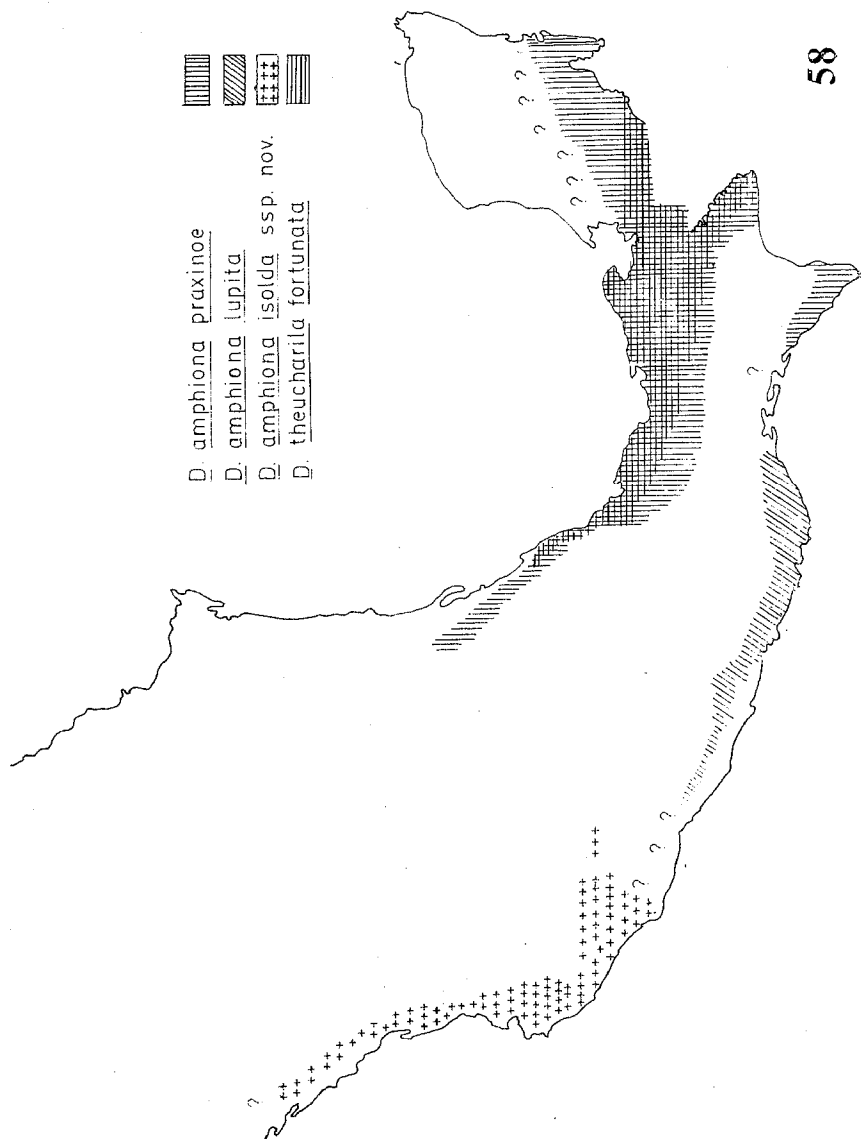 D. amphiona praxinoe
D. amphiona lupita
D. amphiona isolda ssp. nov.
D. theucharila fortunata
? ? ? ? ? ?
?
? ? ?
?
58